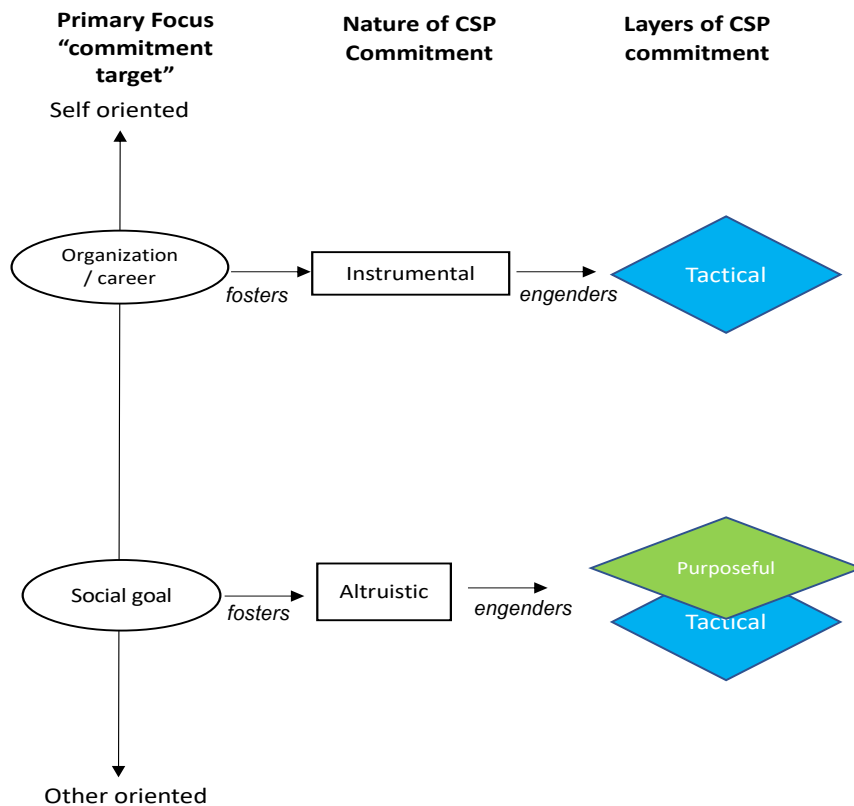 Primary Focus
“commitment
target”
Nature of CSP
Commitment
Layers of CSP
commitment
Self oriented
Organization
/ career
fosters
Instrumental
engenders
Tactical
Social goal
fosters
Altruistic
engenders
Purposeful
Tactical
Other oriented